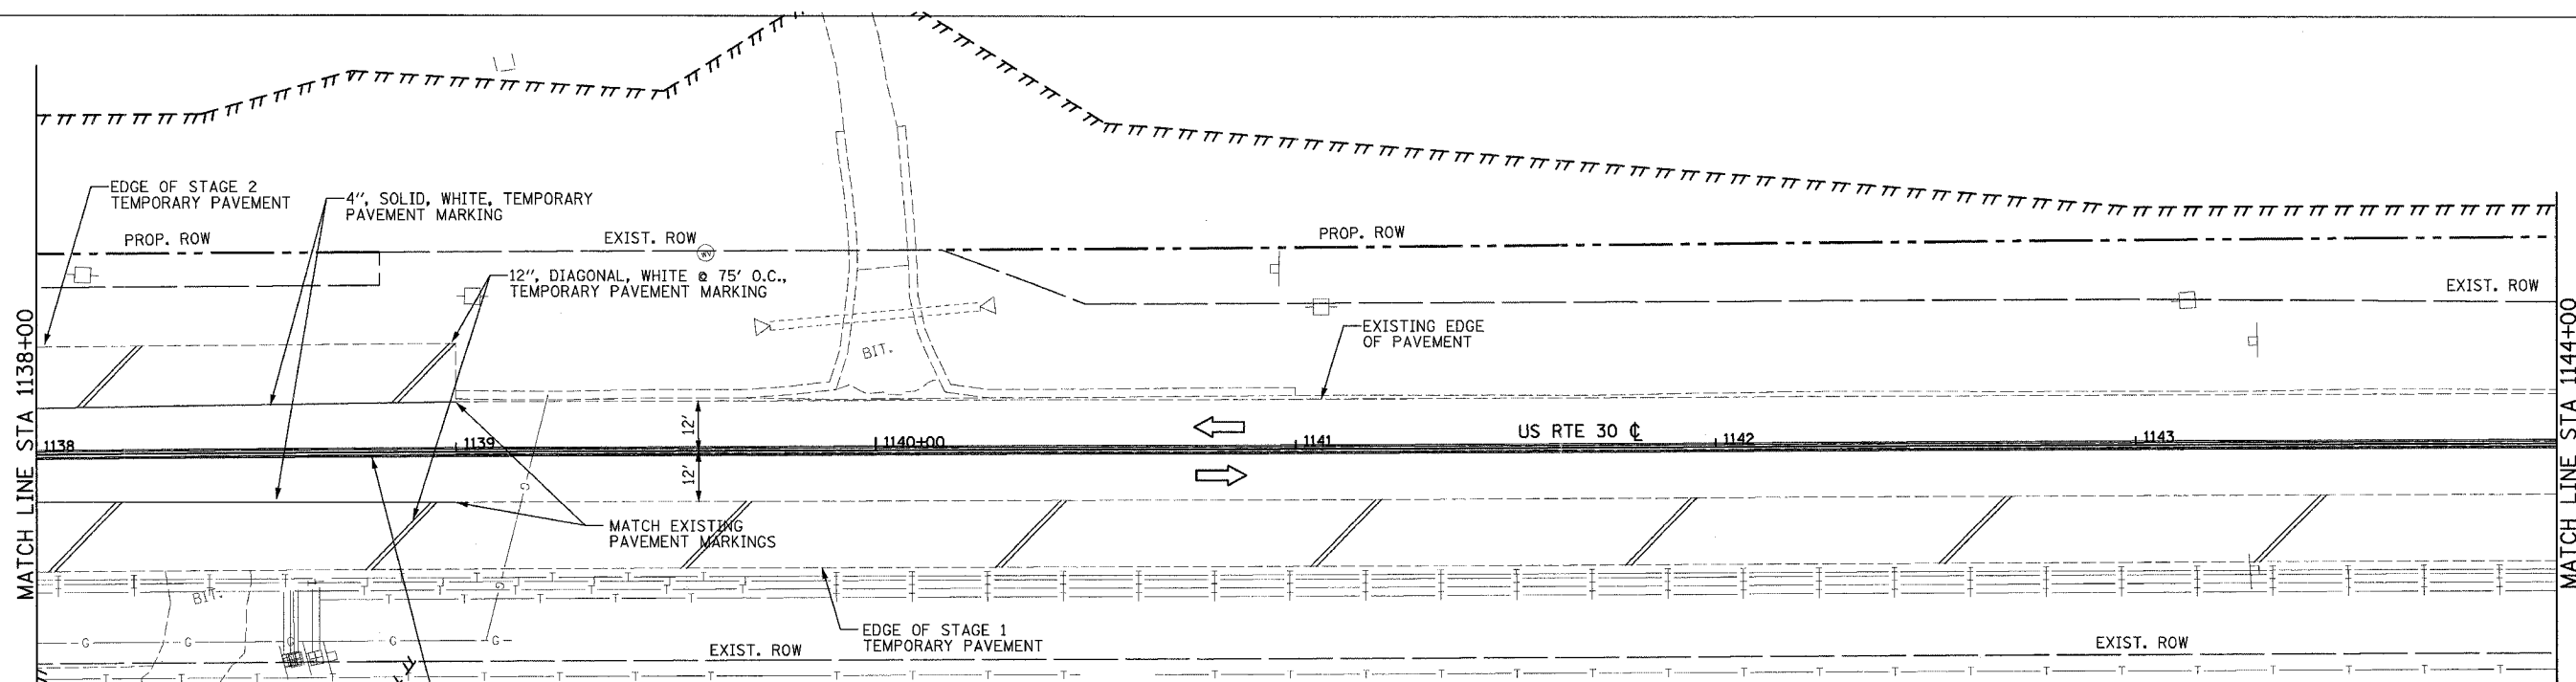 EDGE OF STAGE 2
TEMPORARY PAVEMENT
4", SOLID, WHITE, TEMPORARY
PAVEMENT MARKING
PROP. ROW
EXIST. ROW
WV
PROP. ROW
12", DIAGONAL, WHITE @ 75' O.C.,
TEMPORARY PAVEMENT MARKING
EXIST. ROW
EXISTING EDGE
OF PAVEMENT
BIT.
MATCH LINE STA 1138+00
MATCH LINE STA 1144+00
12'
1138
1139
1140+00
1141
US RTE 30 ℄
1142
1143
12'
G
MATCH EXISTING
PAVEMENT MARKINGS
G
BIT.
EDGE OF STAGE 1
TEMPORARY PAVEMENT
G G G G G
EXIST. ROW
EXIST. ROW